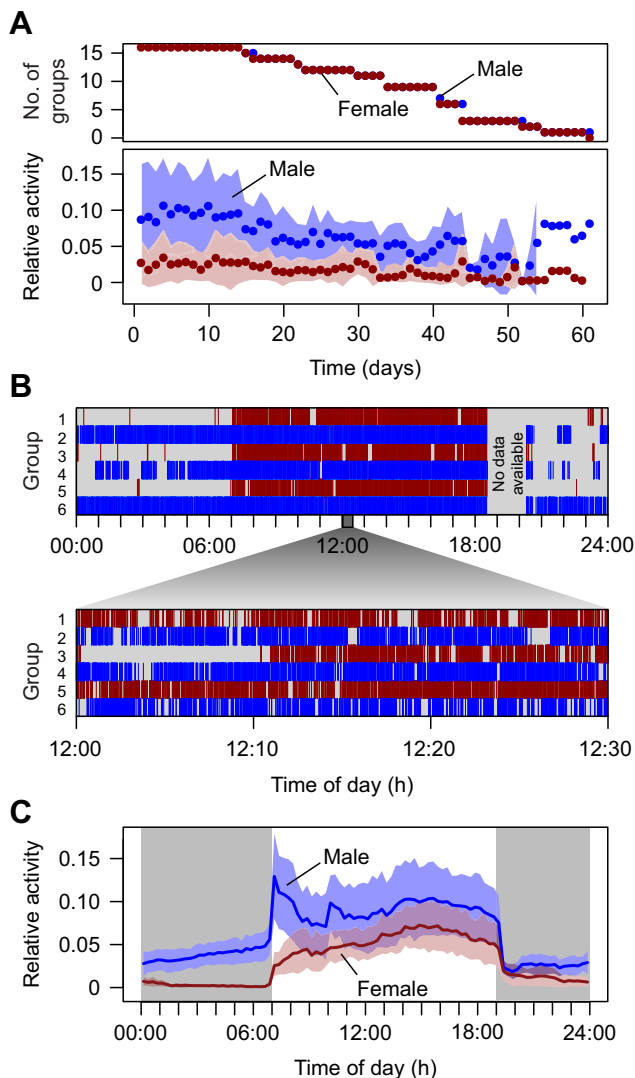 A
No. of groups
15
10
5
0
Male
Female
Relative activity
0.15
0.10
0.05
0
Male
0 10 20 30 40 50 60
Time (days)
B
Group
1
2
3
4
5
6
No data available
00:00 06:00 12:00 18:00 24:00
Group
1
2
3
4
5
6
12:00 12:10 12:20 12:30
Time of day (h)
C
Relative activity
0.15
0.10
0.05
0
Male
Female
00:00 06:00 12:00 18:00 24:00
Time of day (h)